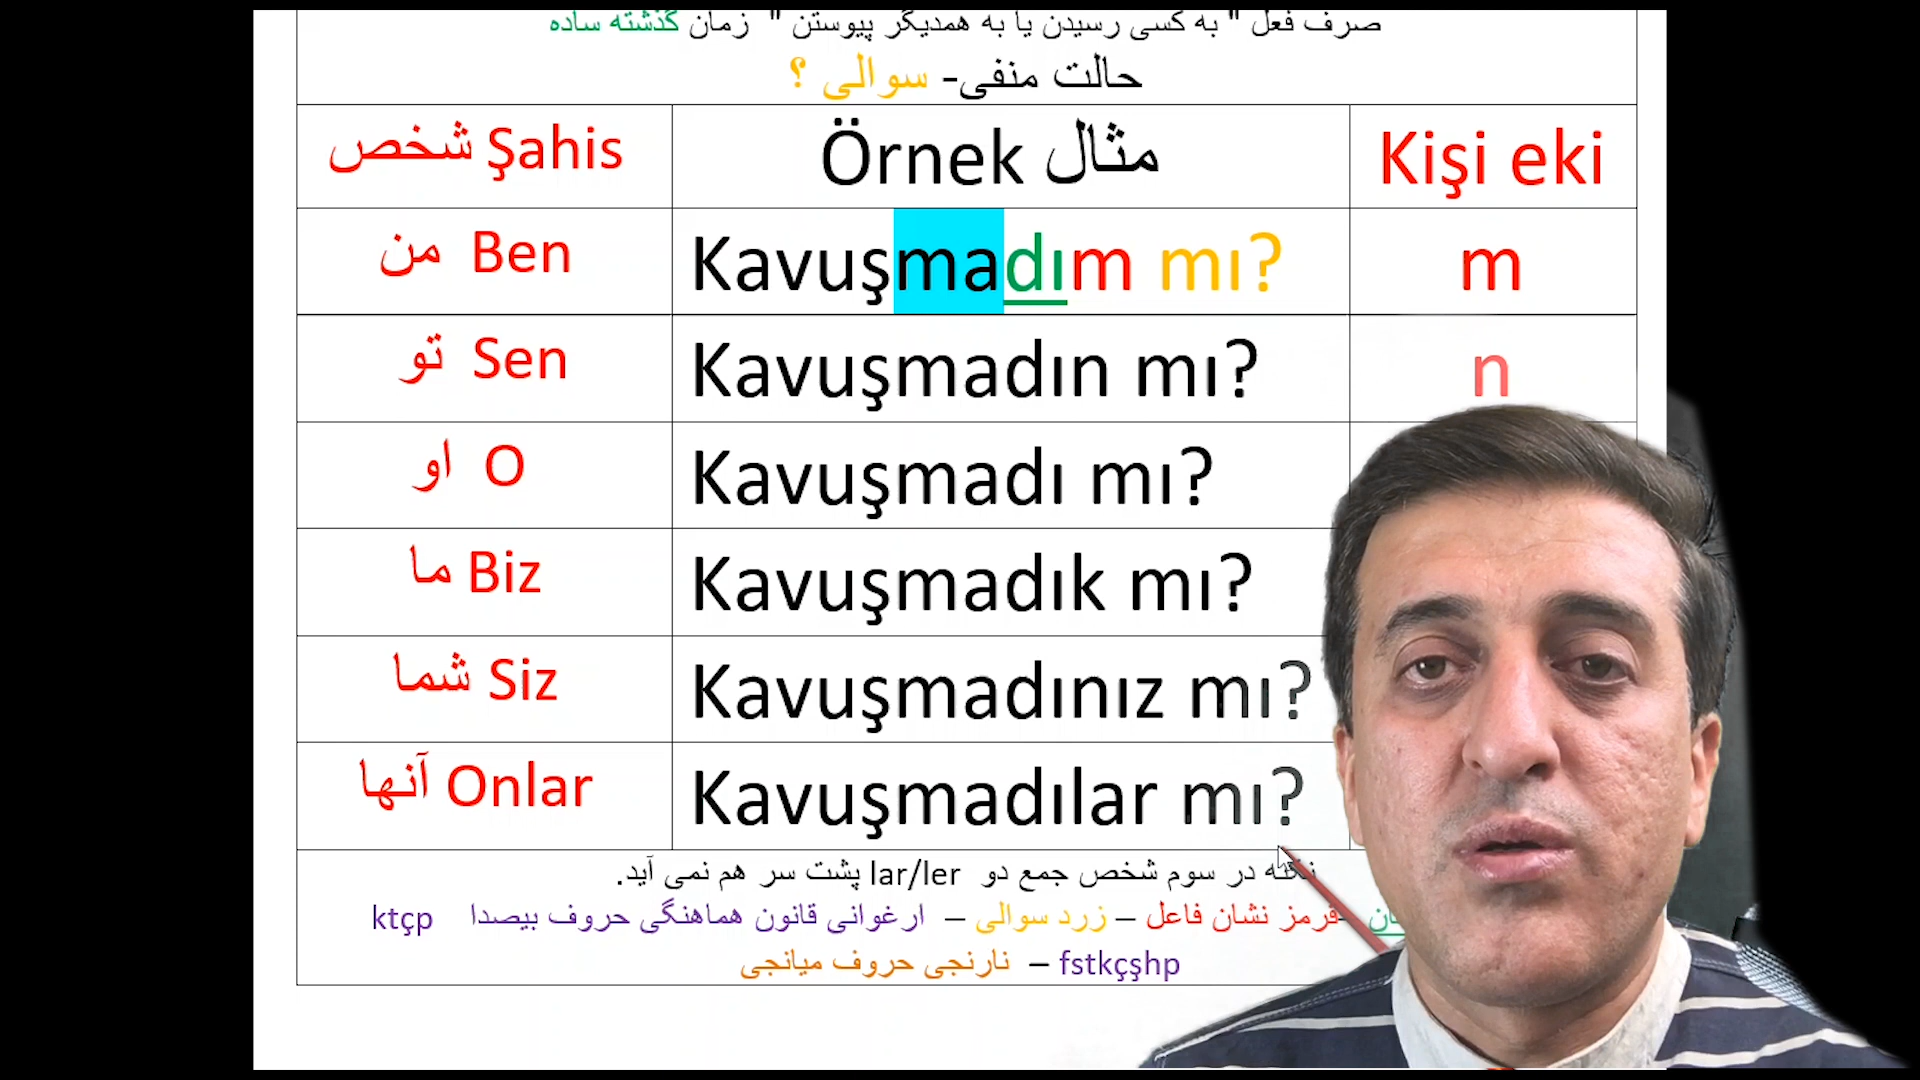 صرف فعل " به کسی رسیدن یا به همدیگر پیوستن " زمان گذشته ساده
حالت منفی- سوالی ؟
شخص Şahis
Örnek مثال
Kişi eki
من Ben
Kavuşmadım mı?
m
تو Sen
Kavuşmadın mı?
n
او O
Kavuşmadı mı?
ما Biz
Kavuşmadık mı?
شما Siz
Kavuşmadınız mı?
آنها Onlar
Kavuşmadılar mı?
نکته در سوم شخص جمع دو lar/ler پشت سر هم نمی آید.
قرمز نشان فاعل – زرد سوالی – ارغوانی قانون هماهنگی حروف بیصدا ktçp
fstkçşhp – نارنجی حروف میانجی